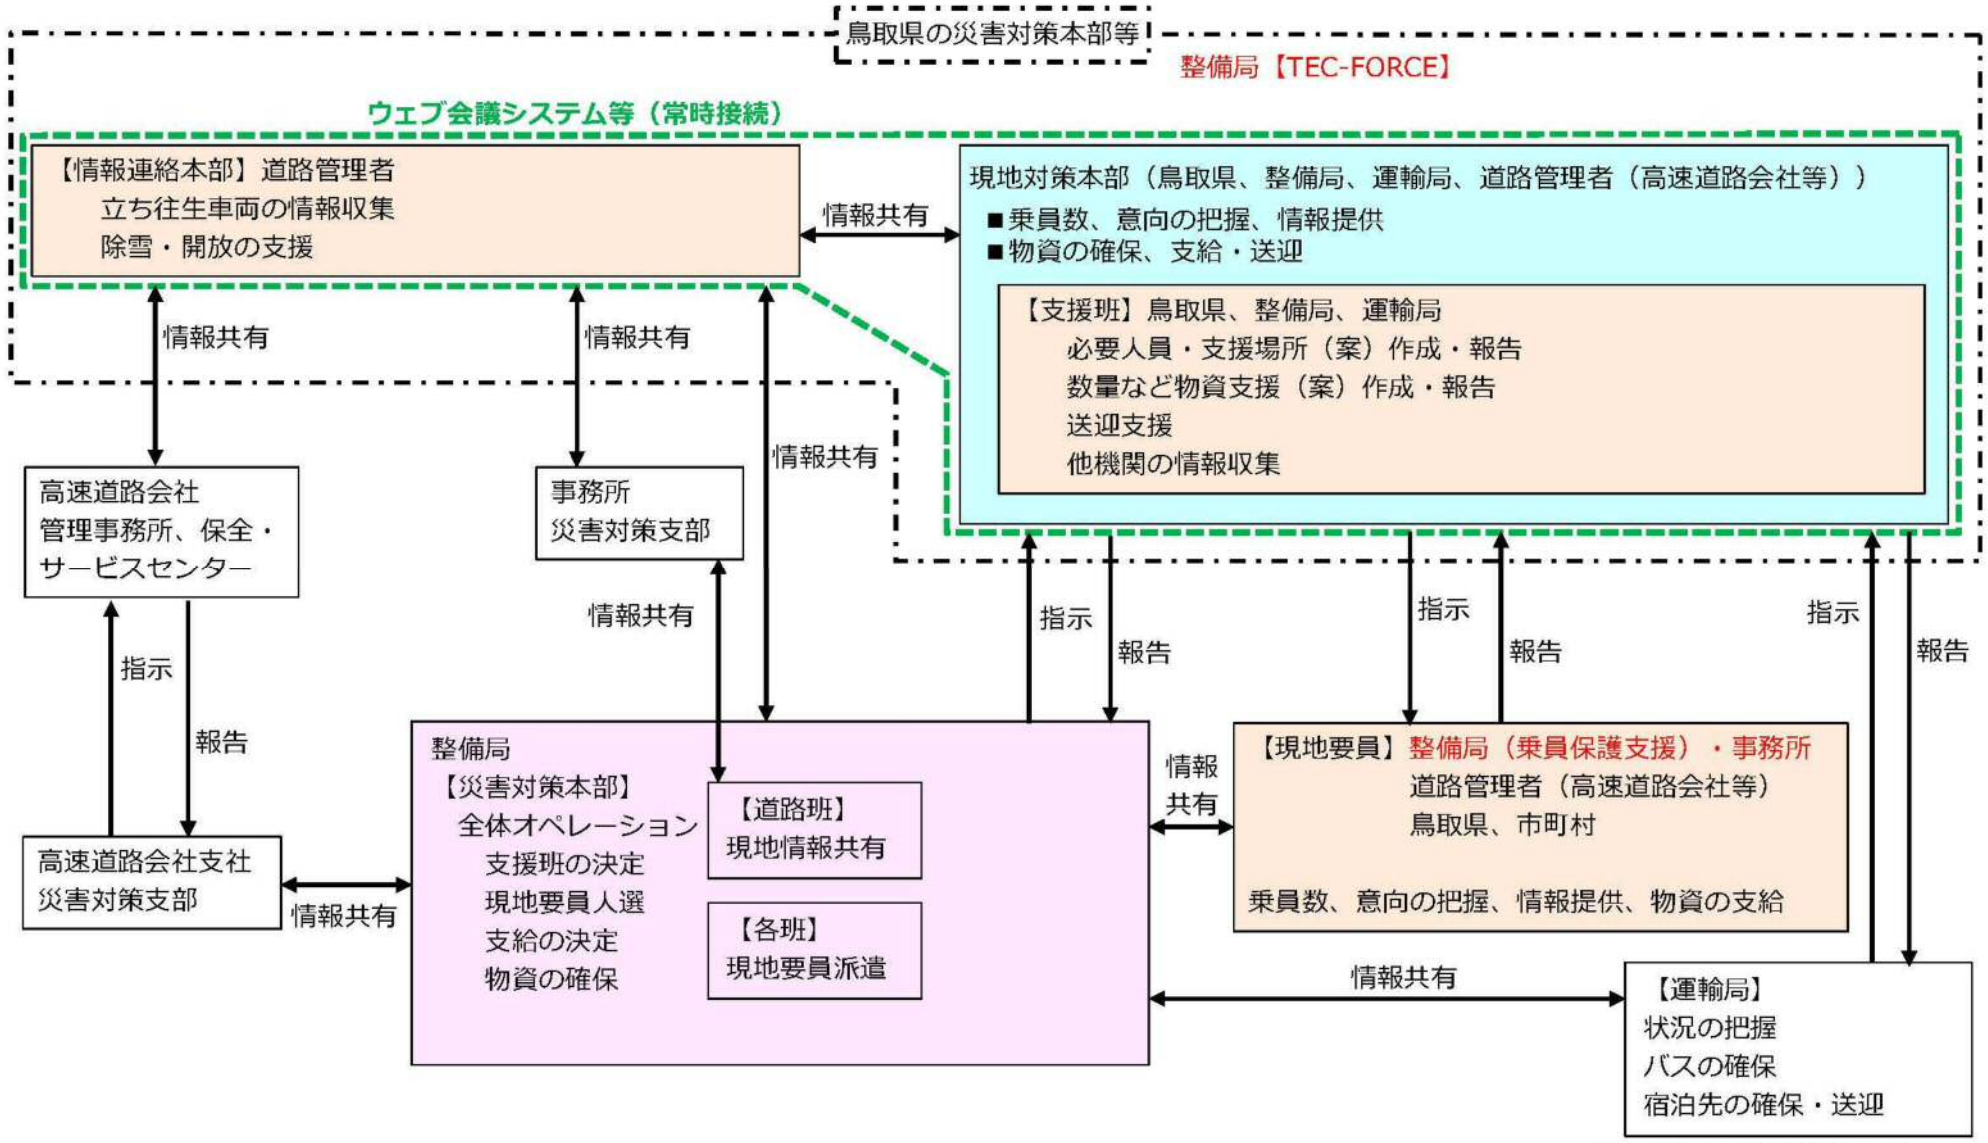 鳥取県の災害対策本部等
整備局【TEC-FORCE】
ウェブ会議システム等（常時接続）
【情報連絡本部】道路管理者
立ち往生車両の情報収集
除雪・開放の支援
情報共有
現地対策本部（鳥取県、整備局、運輸局、道路管理者（高速道路会社等））
■乗員数、意向の把握、情報提供
■物資の確保、支給・送迎
【支援班】鳥取県、整備局、運輸局
必要人員・支援場所（案）作成・報告
数量など物資支援（案）作成・報告
送迎支援
他機関の情報収集
情報共有
情報共有
情報共有
高速道路会社
管理事務所、保全・
サービスセンター
事務所
災害対策支部
情報共有
指示
報告
指示
報告
指示
報告
指示
報告
高速道路会社支社
災害対策支部
情報共有
整備局
【災害対策本部】
全体オペレーション
支援班の決定
現地要員人選
支給の決定
物資の確保
【道路班】
現地情報共有
【各班】
現地要員派遣
情報
共有
【現地要員】整備局（乗員保護支援）・事務所
道路管理者（高速道路会社等）
鳥取県、市町村
乗員数、意向の把握、情報提供、物資の支給
情報共有
【運輸局】
状況の把握
バスの確保
宿泊先の確保・送迎